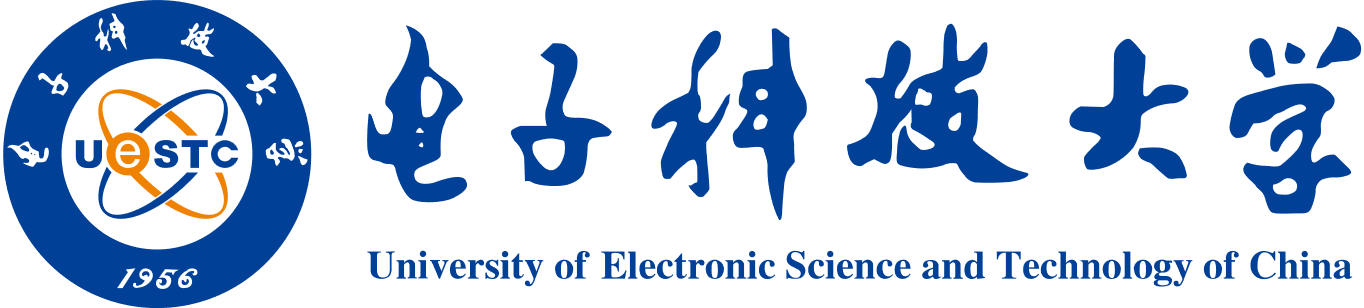 电子科技大学
UeSTC
1956
电子科技大学
University of Electronic Science and Technology of China